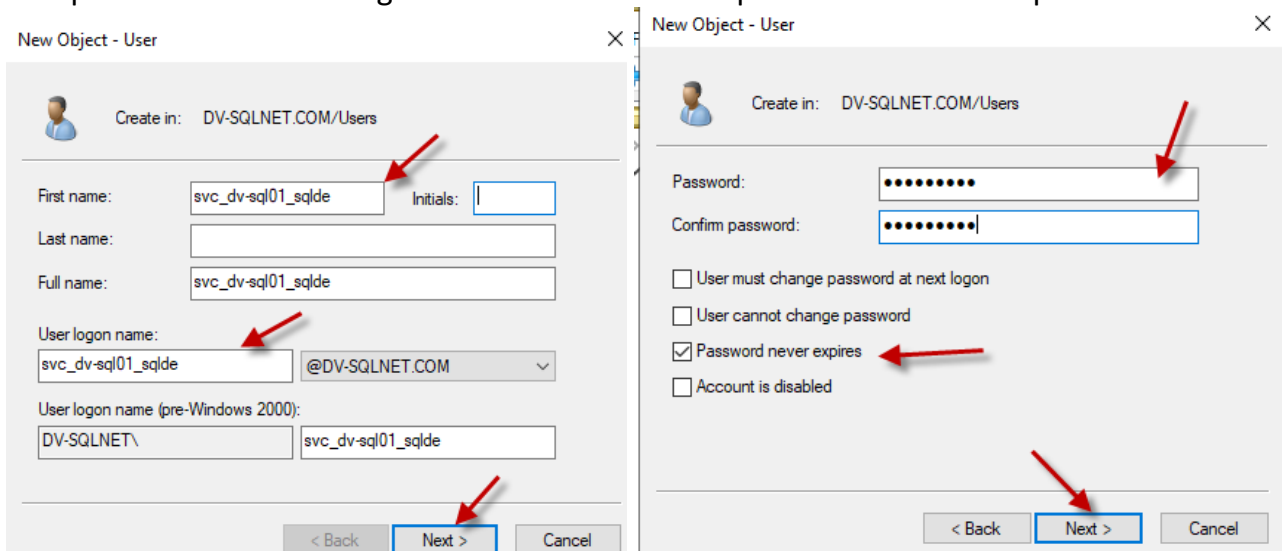 New Object - User
Create in: DV-SQLNET.COM/Users
First name: svc_dv-sql01_sqlde Initials:
Last name:
Full name: svc_dv-sql01_sqlde
User logon name:
svc_dv-sql01_sqlde @DV-SQLNET.COM
User logon name (pre-Windows 2000):
DV-SQLNET\ svc_dv-sql01_sqlde
< Back Next > Cancel
New Object - User
Create in: DV-SQLNET.COM/Users
Password: •••••••••
Confirm password: •••••••••
User must change password at next logon
User cannot change password
Password never expires
Account is disabled
< Back Next > Cancel